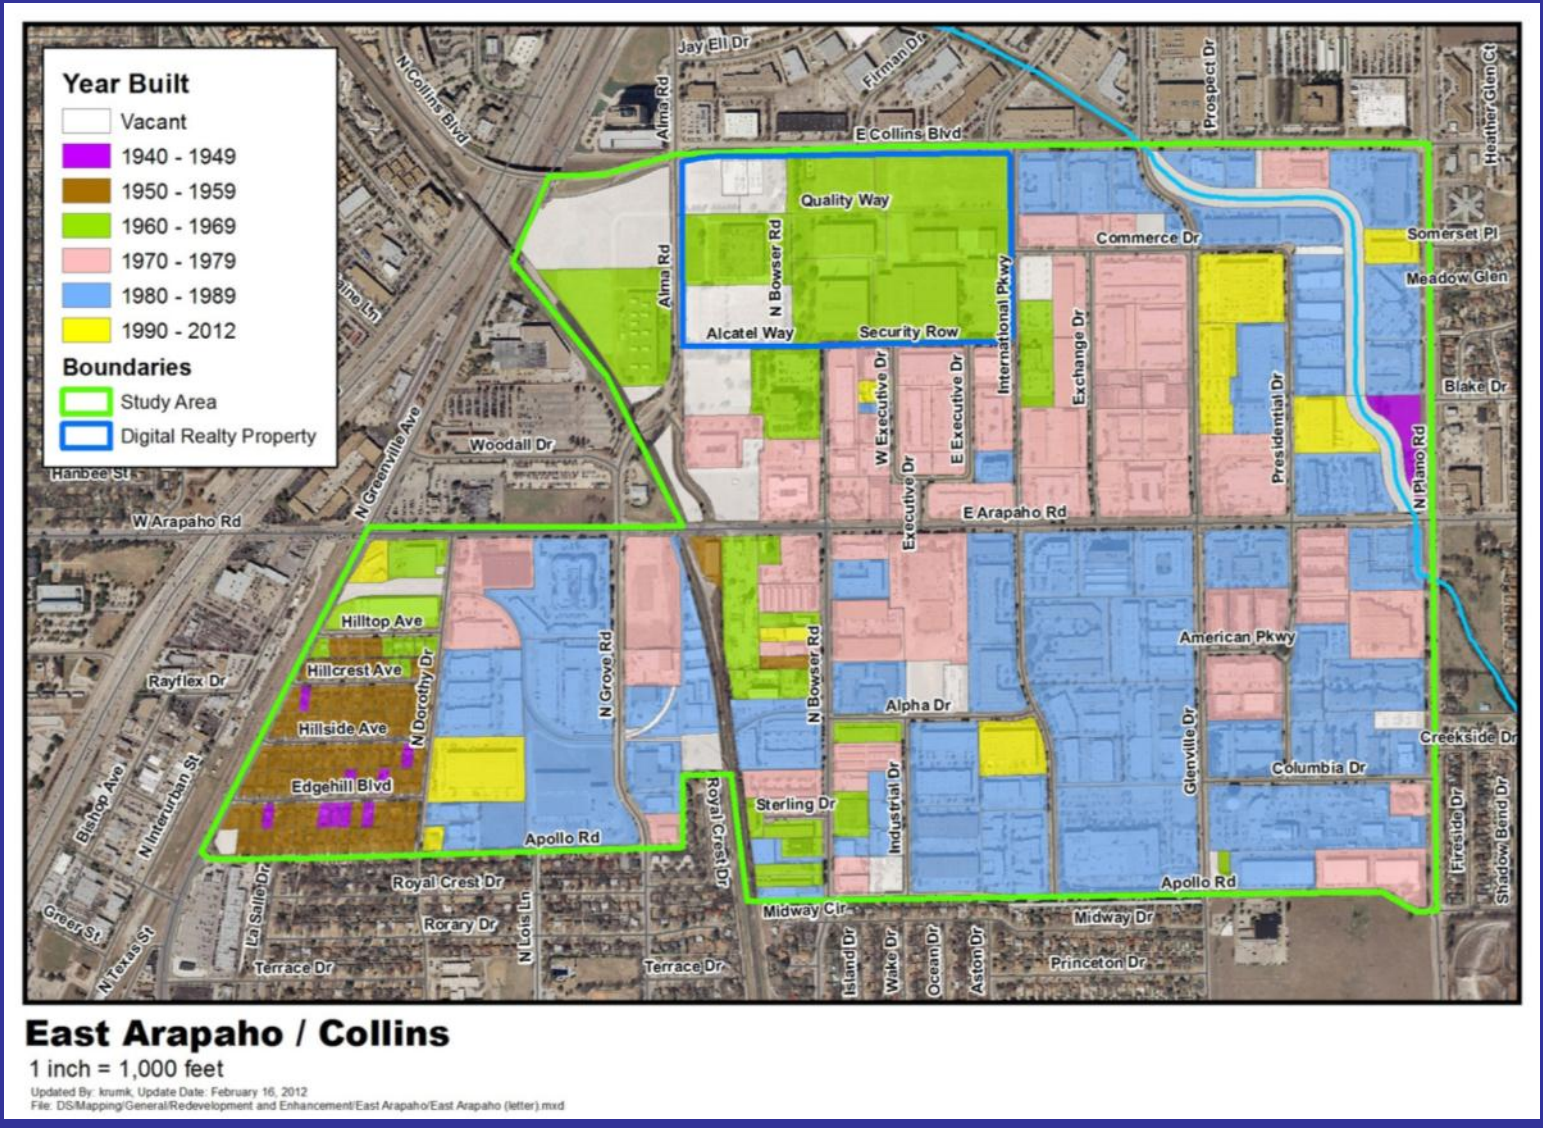 Year Built
Vacant
1940 - 1949
1950 - 1959
1960 - 1969
1970 - 1979
1980 - 1989
1990 - 2012
Boundaries
Study Area
Digital Realty Property
N Collins Blvd
Jay Ell Dr
Alma Rd
Firman Dr
E Collins Blvd
Prospect Dr
Heather Glen Ct
Quality Way
N Bowser Rd
Alma Rd
Alcatel Way
Security Row
International Pkwy
Commerce Dr
Exchange Dr
Somerset Pl
Meadow Glen
Blake Dr
Presidential Dr
N Plano Rd
W Executive Dr
E Executive Dr
Executive Dr
Woodall Dr
N Greenville Ave
Hanbee St
W Arapaho Rd
E Arapaho Rd
Hilltop Ave
Hillcrest Ave
N Dorothy Dr
Rayflex Dr
Hillside Ave
Edgehill Blvd
N Grove Rd
N Bowser Rd
American Pkwy
Alpha Dr
Glenville Dr
Creekside Dr
Columbia Dr
Bishop Ave
N Interurban St
Sterling Dr
Industrial Dr
Apollo Rd
Royal Crest Dr
Apollo Rd
Fireside Dr
Shadow Bend Dr
Greer St
N Texas St
La Salle Dr
Royal Crest Dr
Rorary Dr
N Lois Ln
Terrace Dr
Terrace Dr
Midway Cir
Island Dr
Wake Dr
Ocean Dr
Aston Dr
Midway Dr
Princeton Dr
East Arapaho / Collins
1 inch = 1,000 feet
Updated By: krumk, Update Date: February 16, 2012
File: DS/Mapping/General/Redevelopment and Enhancement/East Arapaho/East Arapaho (letter).mxd